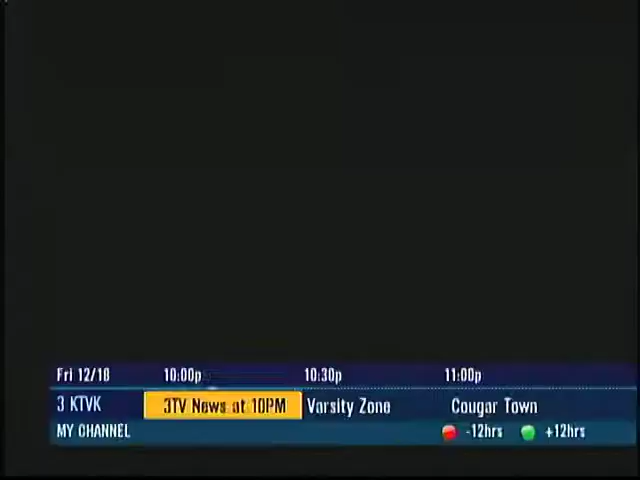 Fri 12/18 10:00p 10:30p 11:00p
3 KTVK 3TV News at 10PM Varsity Zone Cougar Town
MY CHANNEL -12hrs +12hrs